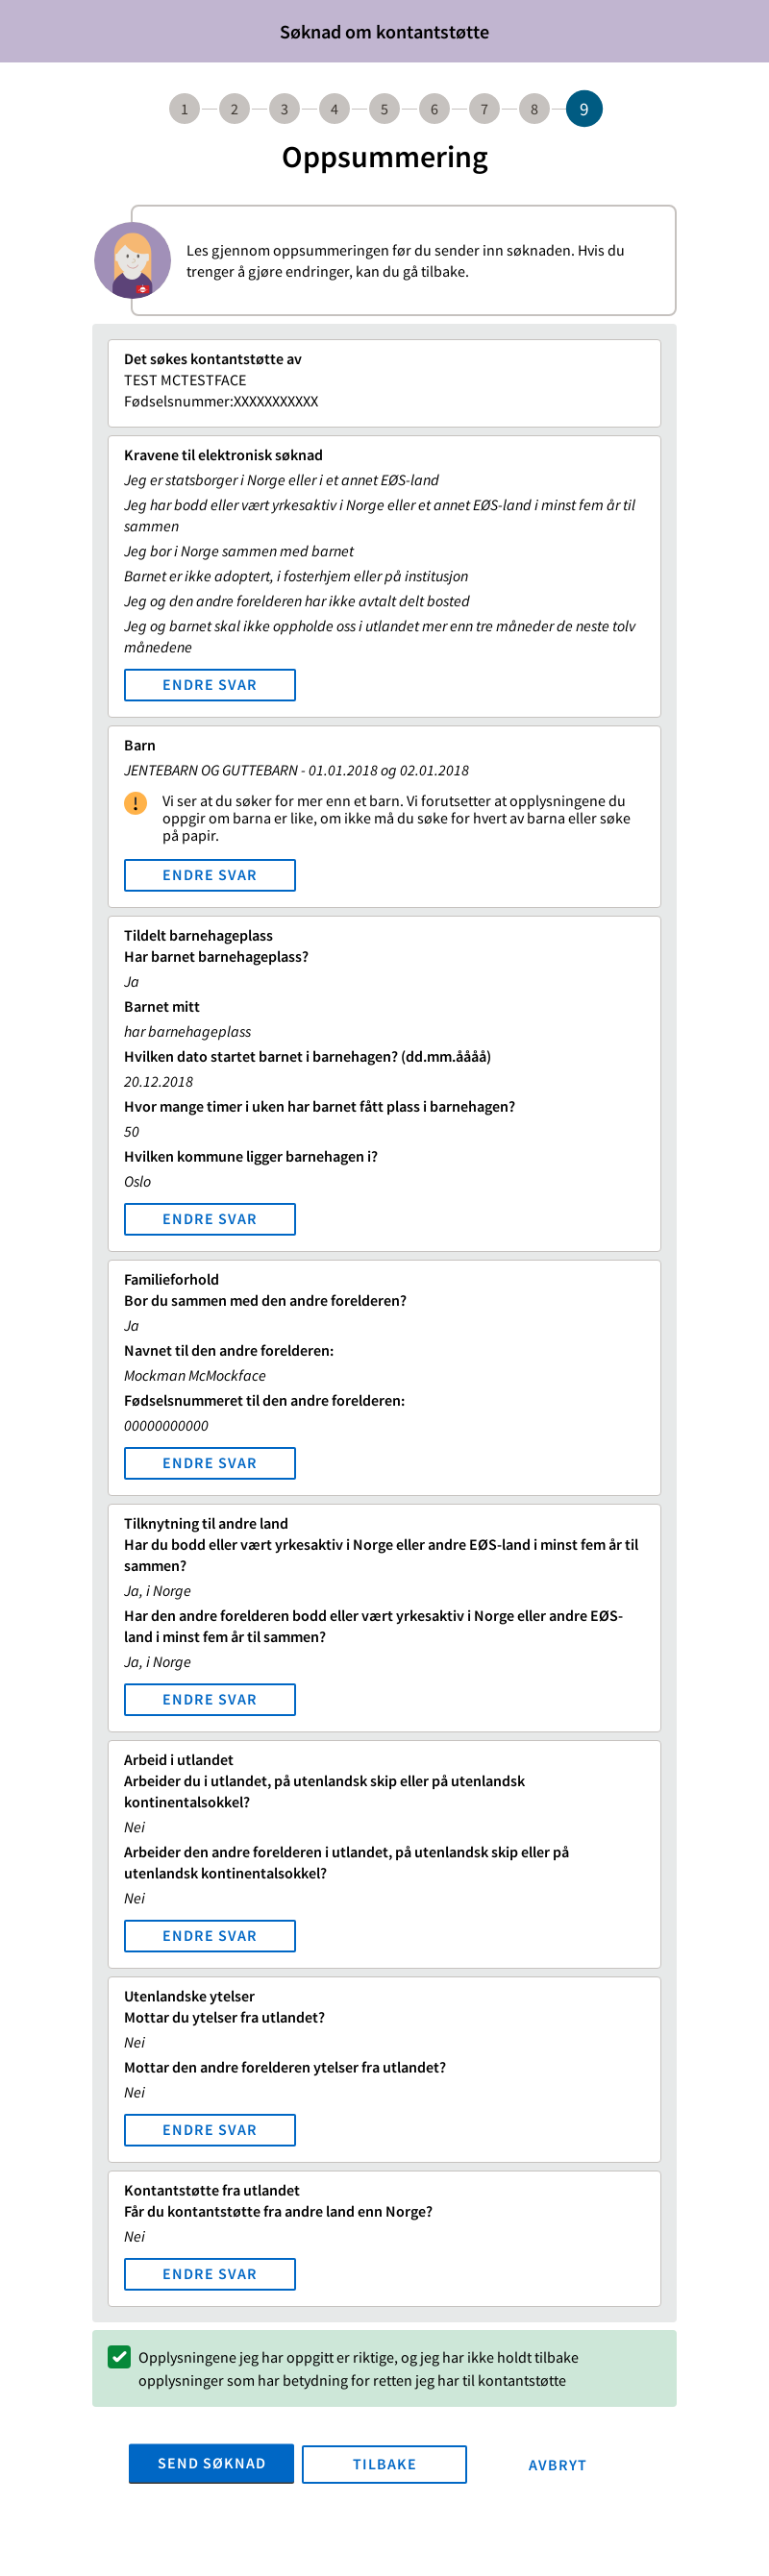 Søknad om kontantstøtte
1 2 3 4 5 6 7 8 9
Oppsummering
Les gjennom oppsummeringen før du sender inn søknaden. Hvis du
trenger å gjøre endringer, kan du gå tilbake.
Det søkes kontantstøtte av
TEST MCTESTFACE
Fødselsnummer:XXXXXXXXXXX
Kravene til elektronisk søknad
Jeg er statsborger i Norge eller i et annet EØS-land
Jeg har bodd eller vært yrkesaktiv i Norge eller et annet EØS-land i minst fem år til
sammen
Jeg bor i Norge sammen med barnet
Barnet er ikke adoptert, i fosterhjem eller på institusjon
Jeg og den andre forelderen har ikke avtalt delt bosted
Jeg og barnet skal ikke oppholde oss i utlandet mer enn tre måneder de neste tolv
månedene
ENDRE SVAR
Barn
JENTEBARN OG GUTTEBARN - 01.01.2018 og 02.01.2018
Vi ser at du søker for mer enn et barn. Vi forutsetter at opplysningene du
oppgir om barna er like, om ikke må du søke for hvert av barna eller søke
på papir.
ENDRE SVAR
Tildelt barnehageplass
Har barnet barnehageplass?
Ja
Barnet mitt
har barnehageplass
Hvilken dato startet barnet i barnehagen? (dd.mm.åååå)
20.12.2018
Hvor mange timer i uken har barnet fått plass i barnehagen?
50
Hvilken kommune ligger barnehagen i?
Oslo
ENDRE SVAR
Familieforhold
Bor du sammen med den andre forelderen?
Ja
Navnet til den andre forelderen:
Mockman McMockface
Fødselsnummeret til den andre forelderen:
00000000000
ENDRE SVAR
Tilknytning til andre land
Har du bodd eller vært yrkesaktiv i Norge eller andre EØS-land i minst fem år til
sammen?
Ja, i Norge
Har den andre forelderen bodd eller vært yrkesaktiv i Norge eller andre EØS-
land i minst fem år til sammen?
Ja, i Norge
ENDRE SVAR
Arbeid i utlandet
Arbeider du i utlandet, på utenlandsk skip eller på utenlandsk
kontinentalsokkel?
Nei
Arbeider den andre forelderen i utlandet, på utenlandsk skip eller på
utenlandsk kontinentalsokkel?
Nei
ENDRE SVAR
Utenlandske ytelser
Mottar du ytelser fra utlandet?
Nei
Mottar den andre forelderen ytelser fra utlandet?
Nei
ENDRE SVAR
Kontantstøtte fra utlandet
Får du kontantstøtte fra andre land enn Norge?
Nei
ENDRE SVAR
Opplysningene jeg har oppgitt er riktige, og jeg har ikke holdt tilbake
opplysninger som har betydning for retten jeg har til kontantstøtte
SEND SØKNAD TILBAKE AVBRYT